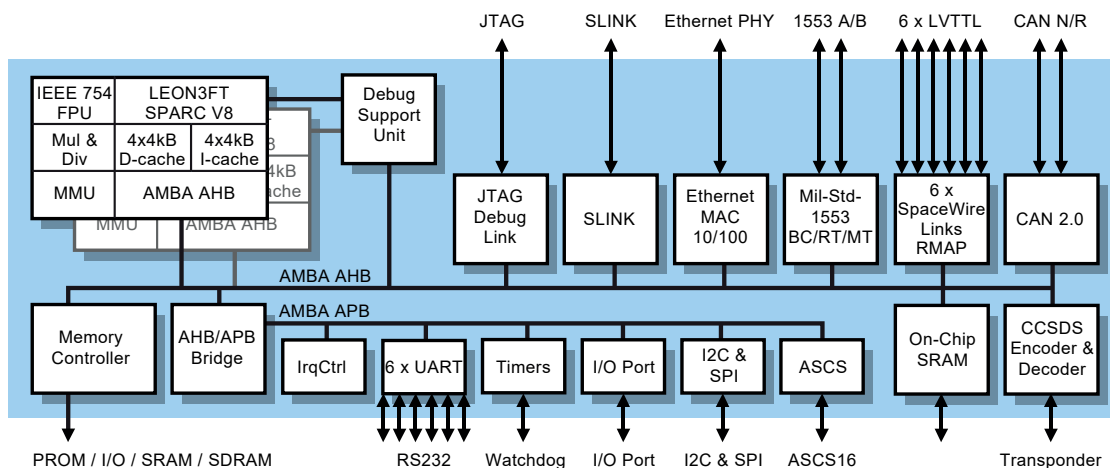 JTAG
SLINK
Ethernet PHY
1553 A/B
6 x LVTTL
CAN N/R
IEEE 754
FPU
LEON3FT
SPARC V8
Mul &
Div
4x4kB
D-cache
4x4kB
I-cache
MMU
AMBA AHB
4kB
ache
MMU
AMBA AHB
Debug
Support
Unit
JTAG
Debug
Link
SLINK
Ethernet
MAC
10/100
Mil-Std-
1553
BC/RT/MT
6 x
SpaceWire
Links
RMAP
CAN 2.0
AMBA AHB
AMBA APB
Memory
Controller
AHB/APB
Bridge
IrqCtrl
6 x UART
Timers
I/O Port
I2C &
SPI
ASCS
On-Chip
SRAM
CCSDS
Encoder &
Decoder
PROM / I/O / SRAM / SDRAM
RS232
Watchdog
I/O Port
I2C & SPI
ASCS16
Transponder